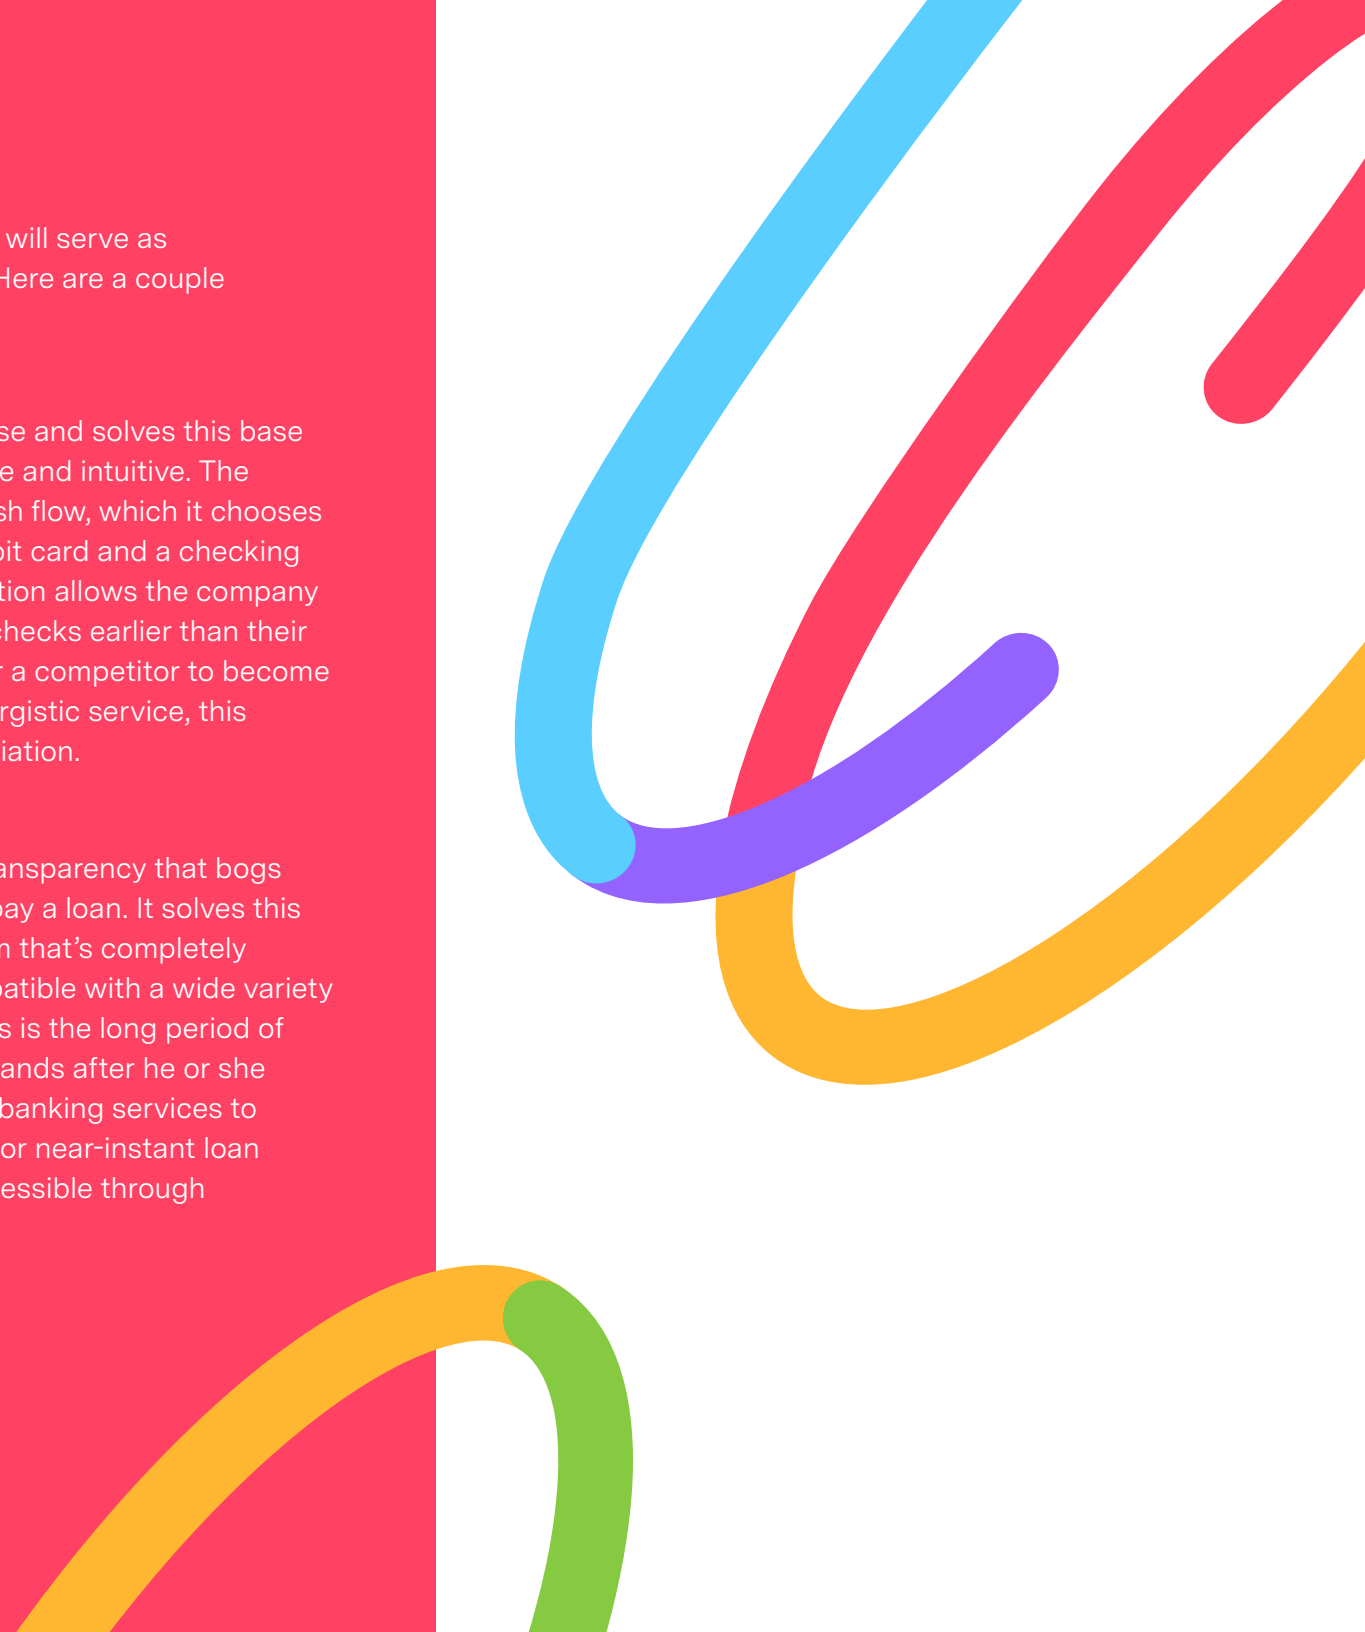 will serve as
Here are a couple
se and solves this base
e and intuitive. The
sh flow, which it chooses
bit card and a checking
tion allows the company
checks earlier than their
r a competitor to become
rgistic service, this
iation.
ansparency that bogs
pay a loan. It solves this
m that’s completely
patible with a wide variety
s is the long period of
ands after he or she
banking services to
or near-instant loan
essible through